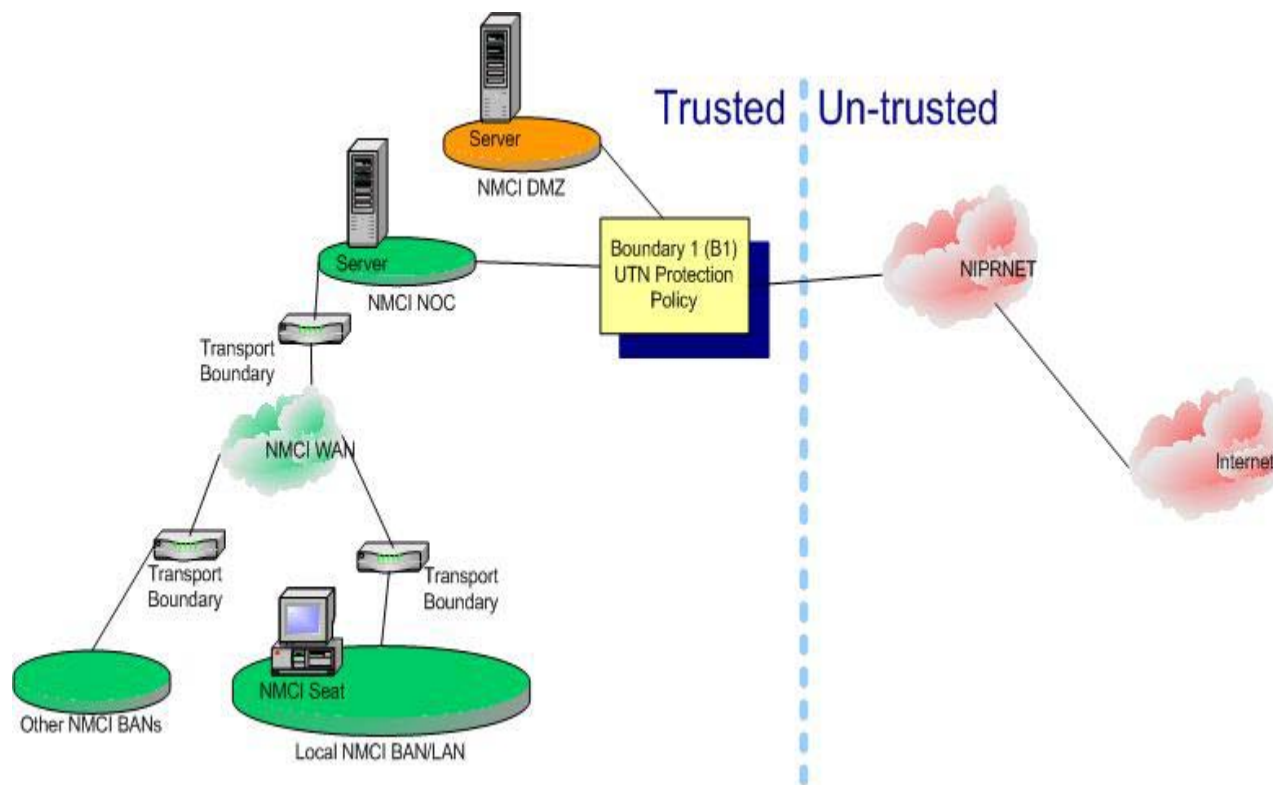 Trusted
Un-trusted
Server
NMCI DMZ
Server
NMCI NOC
Boundary 1 (B1)
UTN Protection
Policy
NIPRNET
Transport
Boundary
NMCI WAN
Internet
Transport
Boundary
Transport
Boundary
NMCI Seat
Other NMCI BANs
Local NMCI BAN/LAN